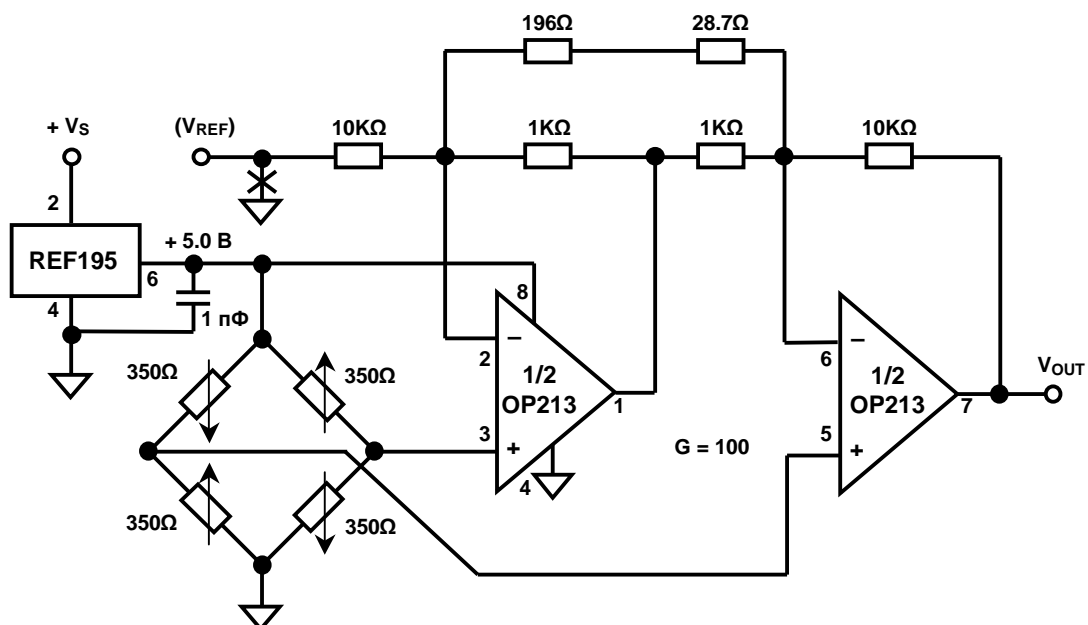 196Ω
28.7Ω
+ VS
(VREF)
10KΩ
1KΩ
1KΩ
10KΩ
2
REF195
+ 5.0 В
6
4
1 пФ
8
350Ω
350Ω
2
−
1/2
OP213
1
3
+
4
G = 100
6
−
1/2
OP213
7
VOUT
5
+
350Ω
350Ω